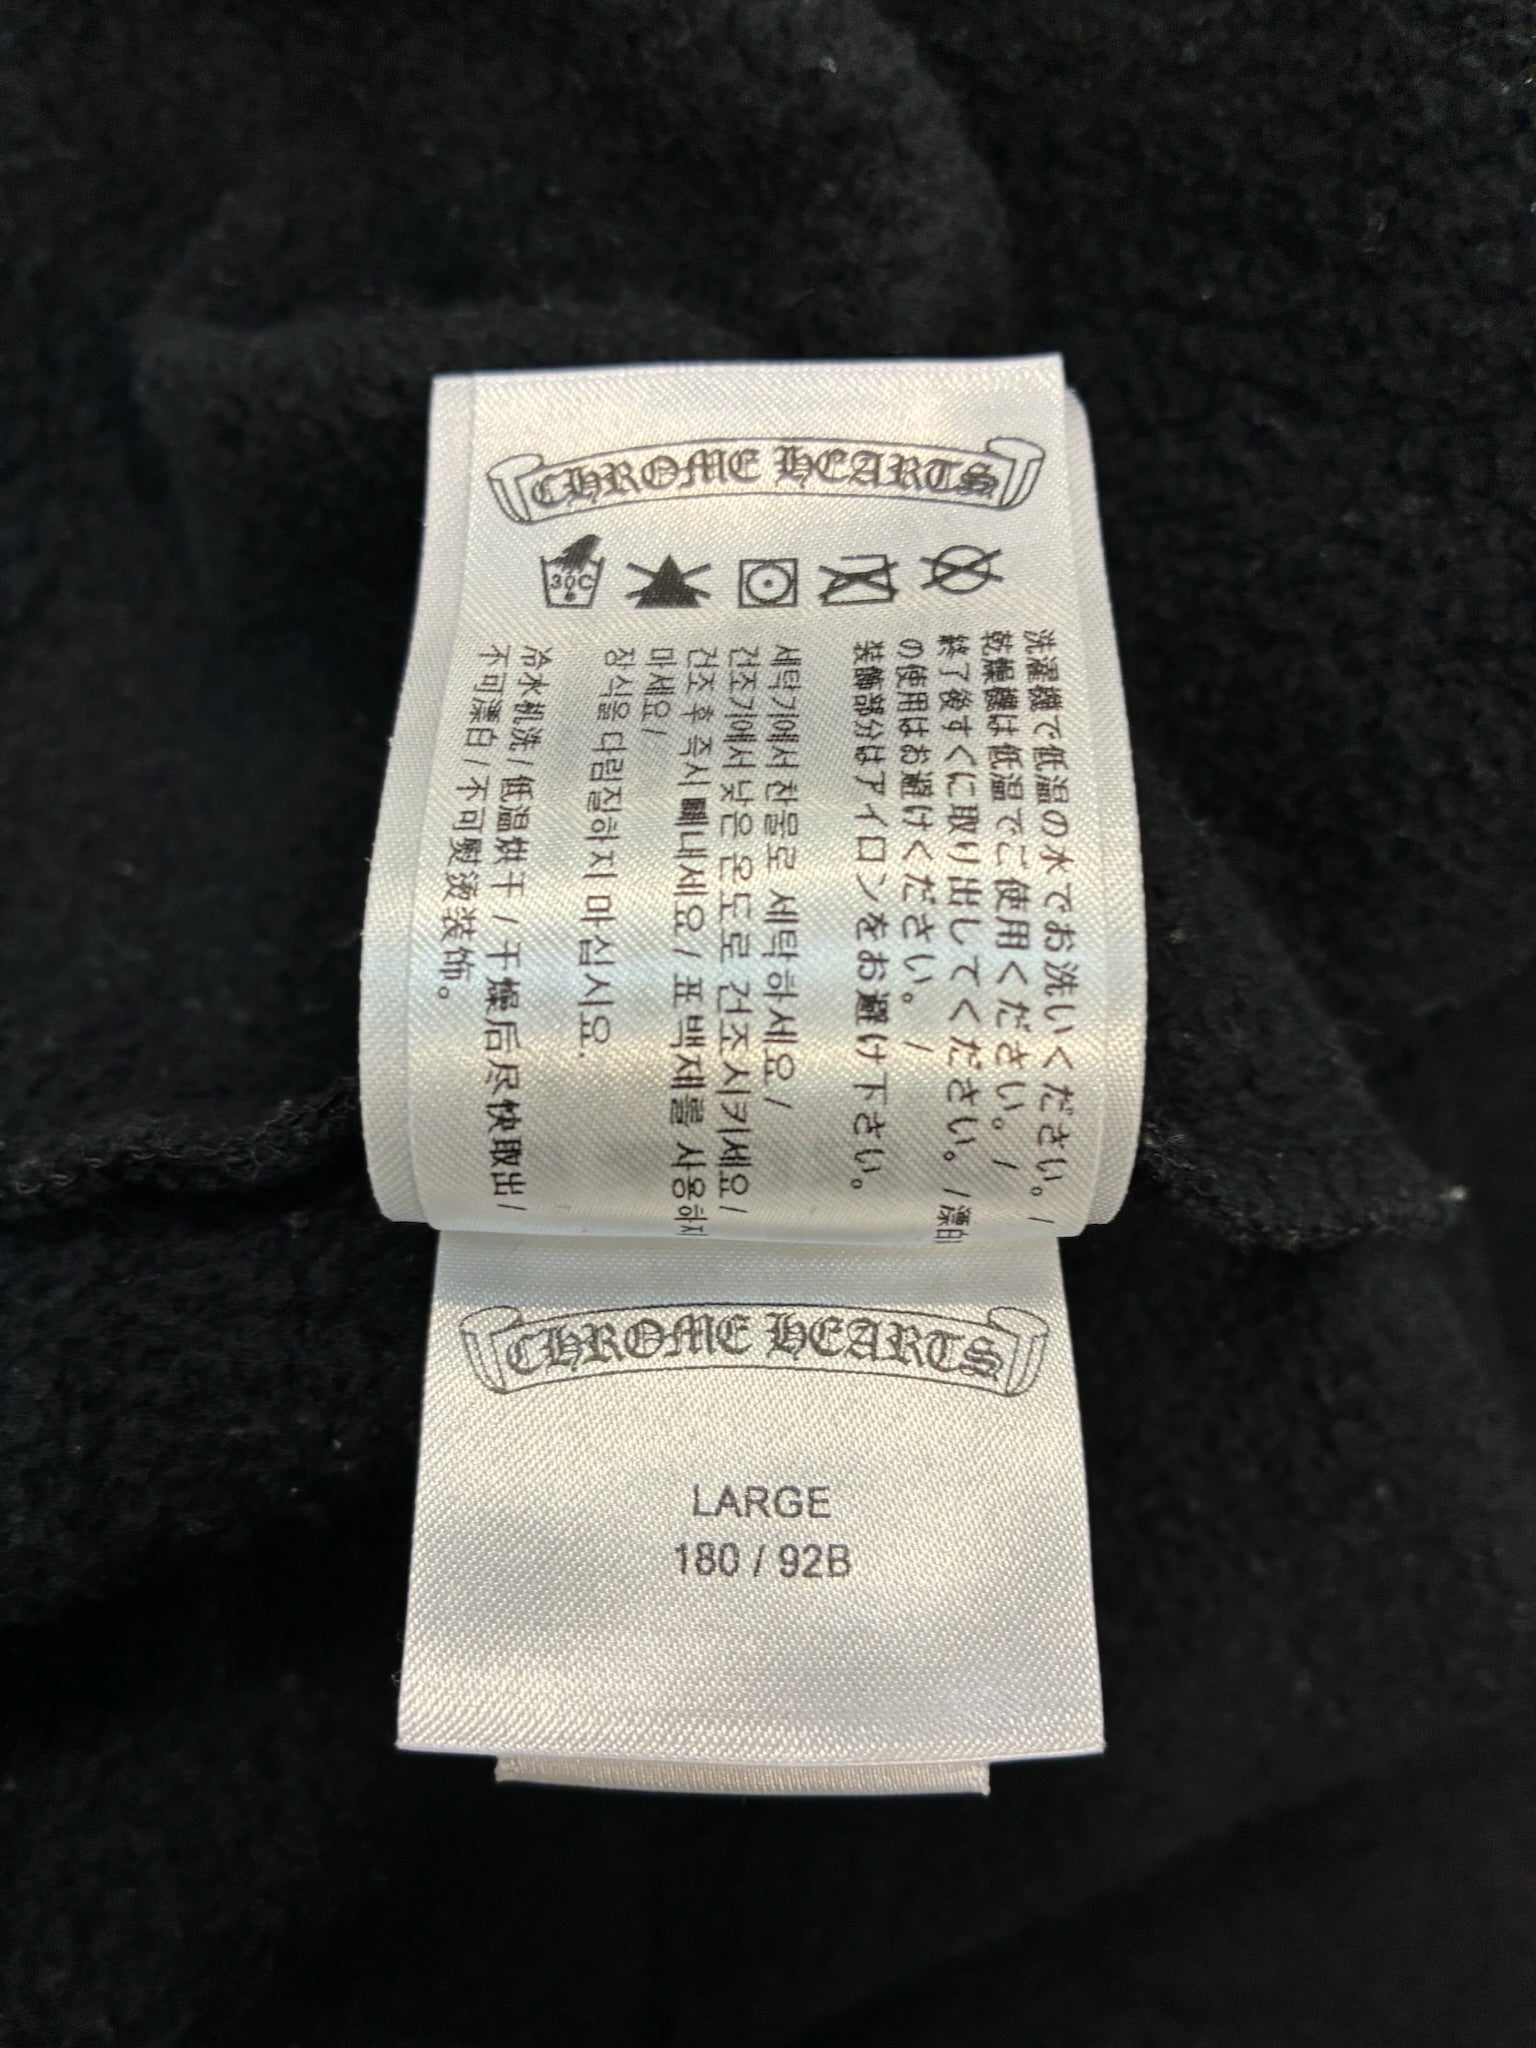 CHROME HEARTS
30C
洗濯機で低温の水でお洗いください。/
乾燥機は低温でご使用ください。/
終了後すぐに取り出してください。/漂白
の使用はお避けください。/
装飾部分はアイロンをお避け下さい。
세탁기에서 찬물로 세탁하세요/
건조기에서 낮은 온도로 건조시키세요/
건조 후 즉시 빼내세요/ 표백제를 사용하지
마세요/
장식을 다림질하지 마십시요.
冷水机洗/低温烘干/干燥后尽快取出/
不可漂白/不可熨烫装饰。
CHROME HEARTS
LARGE
180 / 92B